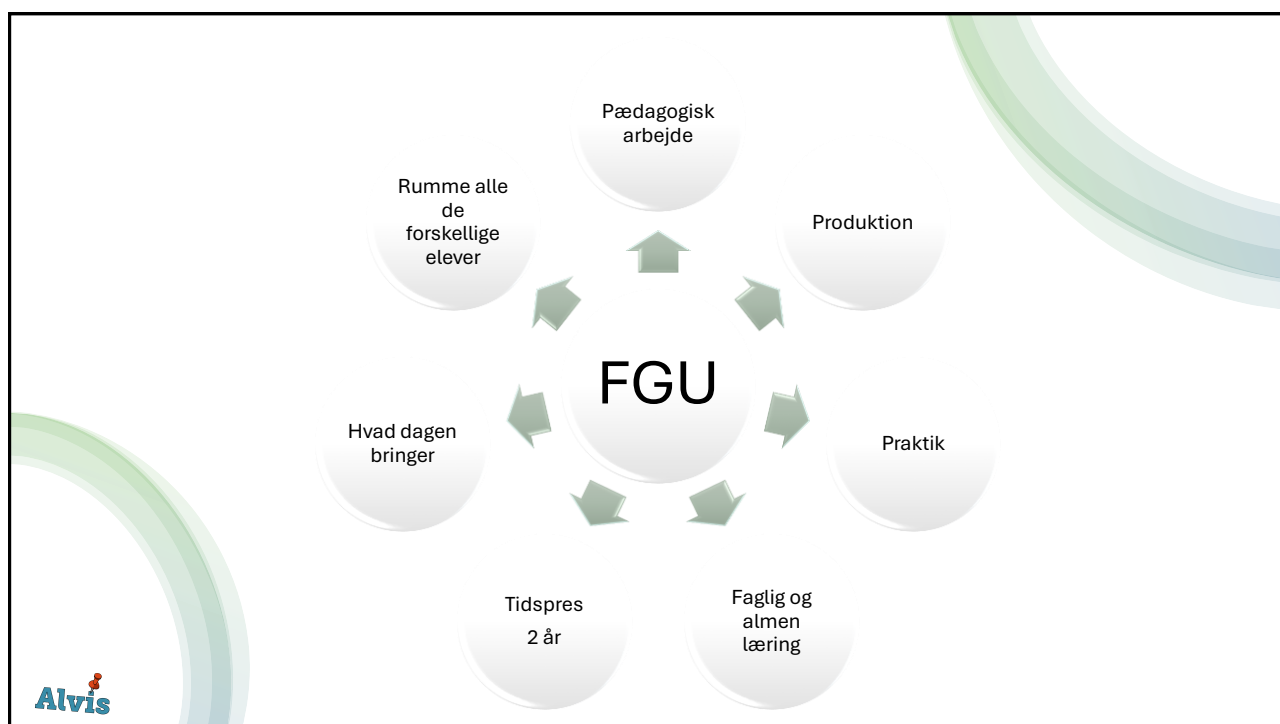 Pædagogisk
arbejde
Produktion
Praktik
Faglig og
almen
læring
Tidspres
2 år
Hvad dagen
bringer
Rumme alle
de
forskellige
elever
FGU
Alvis